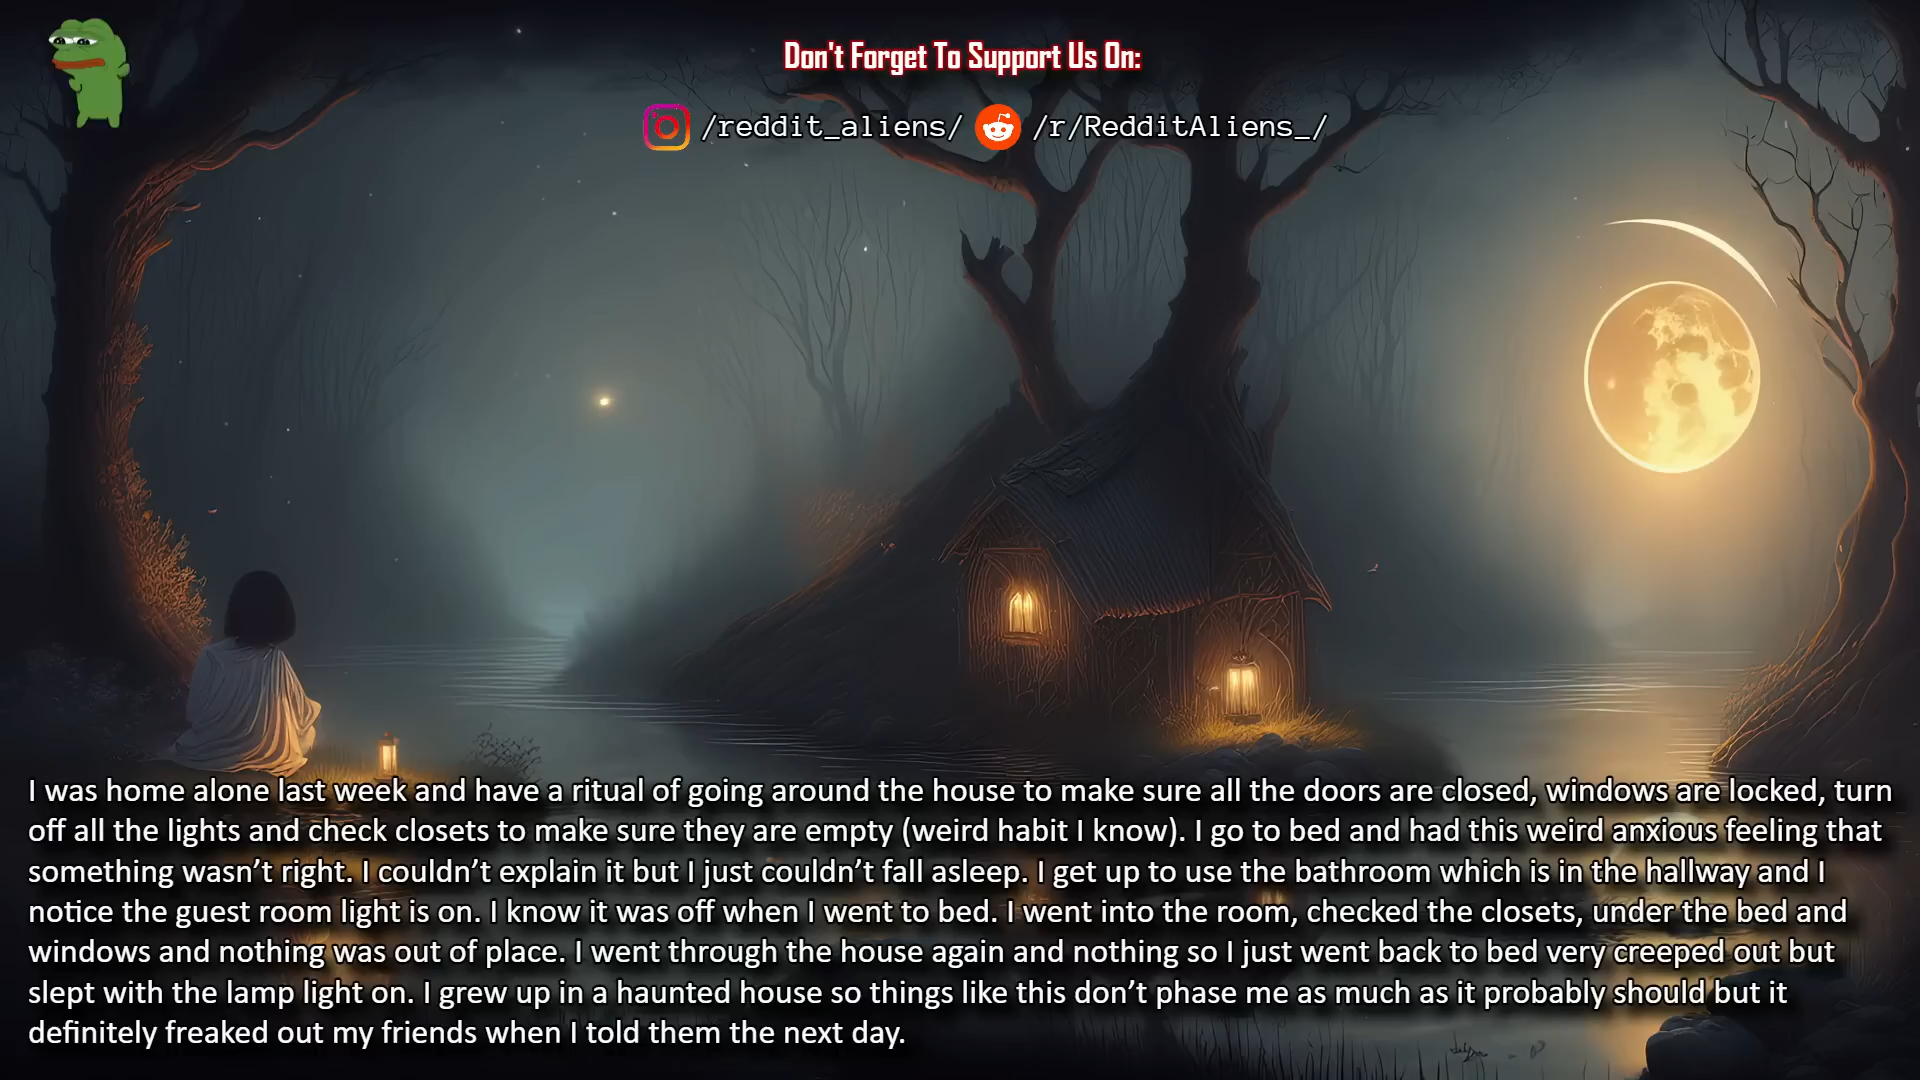 Don't Forget To Support Us On:
/reddit_aliens/ /r/RedditAliens_/
I was home alone last week and have a ritual of going around the house to make sure all the doors are closed, windows are locked, turn
off all the lights and check closets to make sure they are empty (weird habit I know). I go to bed and had this weird anxious feeling that
something wasn’t right. I couldn’t explain it but I just couldn’t fall asleep. I get up to use the bathroom which is in the hallway and I
notice the guest room light is on. I know it was off when I went to bed. I went into the room, checked the closets, under the bed and
windows and nothing was out of place. I went through the house again and nothing so I just went back to bed very creeped out but
slept with the lamp light on. I grew up in a haunted house so things like this don’t phase me as much as it probably should but it
definitely freaked out my friends when I told them the next day.